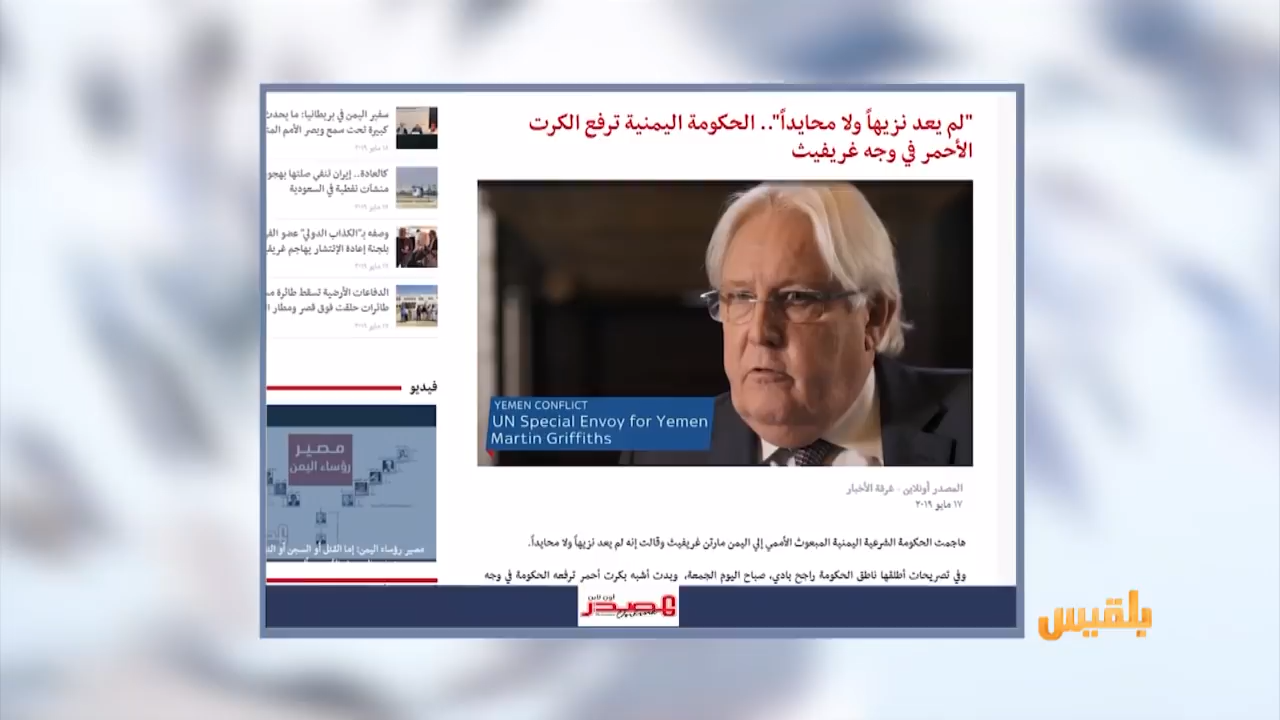 "لم يعد نزيهاً ولا محايداً".. الحكومة اليمنية ترفع الكرت
الأحمر في وجه غريفيث
YEMEN CONFLICT
UN Special Envoy for Yemen
Martin Griffiths
المصدر أونلاين - غرفة الأخبار
١٧ مايو ٢٠١٩
هاجمت الحكومة الشرعية اليمنية المبعوث الأممي إلى اليمن مارتن غريفيث وقالت إنه لم يعد نزيهاً ولا محايداً.
وفي تصريحات أطلقها ناطق الحكومة راجح بادي، صباح اليوم الجمعة، وبدت أشبه بكرت أحمر ترفعه الحكومة في وجه
سفير اليمن في بريطانيا: ما يحدث
كبيرة تحت سمع وبصر الأمم
كالعادة.. إيران تنفي صلتها
منشآت نفطية في السعودية
وصفه بـ"الكذاب الدولي" عضو
بلجنة إعادة الإنتشار يهاجم
الدفاعات الأرضية تسقط طائرة
طائرات حلقت فوق قصر ومطار
فيديو
مصير
رؤساء اليمن
مصير رؤساء اليمن: إما القتل أو السجن أو
المصدر
أون لاين
Online
بلقيس